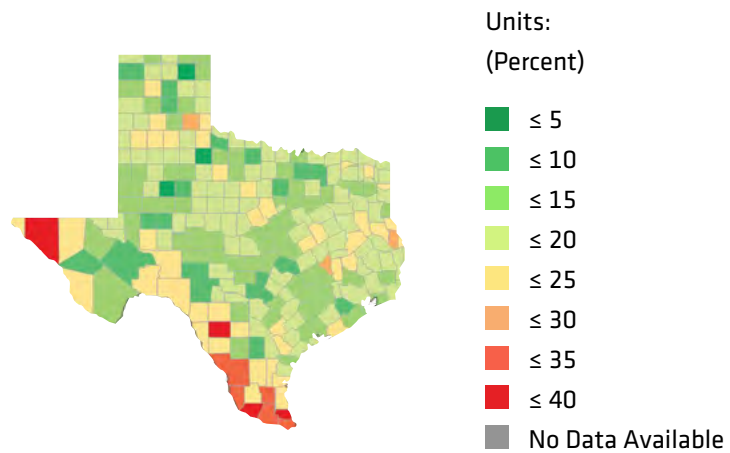 Units:
(Percent)
≤ 5
≤ 10
≤ 15
≤ 20
≤ 25
≤ 30
≤ 35
≤ 40
No Data Available